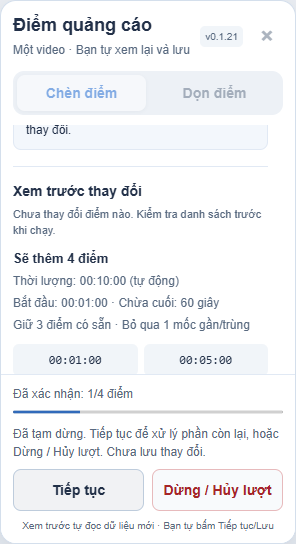 Điểm quảng cáo
Một video · Bạn tự xem lại và lưu
v0.1.21
×
Chèn điểm
Dọn điểm
thay đổi.
Xem trước thay đổi
Chưa thay đổi điểm nào. Kiểm tra danh sách trước
khi chạy.
Sẽ thêm 4 điểm
Thời lượng: 00:10:00 (tự động)
Bắt đầu: 00:01:00 · Chừa cuối: 60 giây
Giữ 3 điểm có sẵn · Bỏ qua 1 mốc gần/trùng
00:01:00
00:05:00
Đã xác nhận: 1/4 điểm
Đã tạm dừng. Tiếp tục để xử lý phần còn lại, hoặc
Dừng / Hủy lượt. Chưa lưu thay đổi.
Tiếp tục
Dừng / Hủy lượt
Xem trước tự đọc dữ liệu mới · Bạn tự bấm Tiếp tục/Lưu